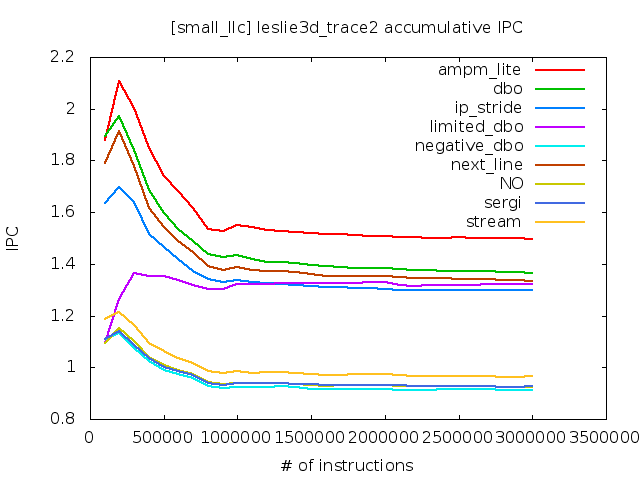 [small_llc] leslie3d_trace2 accumulative IPC
2.2
2
1.8
1.6
1.4
1.2
1
0.8
IPC
ampm_lite
dbo
ip_stride
limited_dbo
negative_dbo
next_line
NO
sergi
stream
0 500000 1000000 1500000 2000000 2500000 3000000 3500000
# of instructions